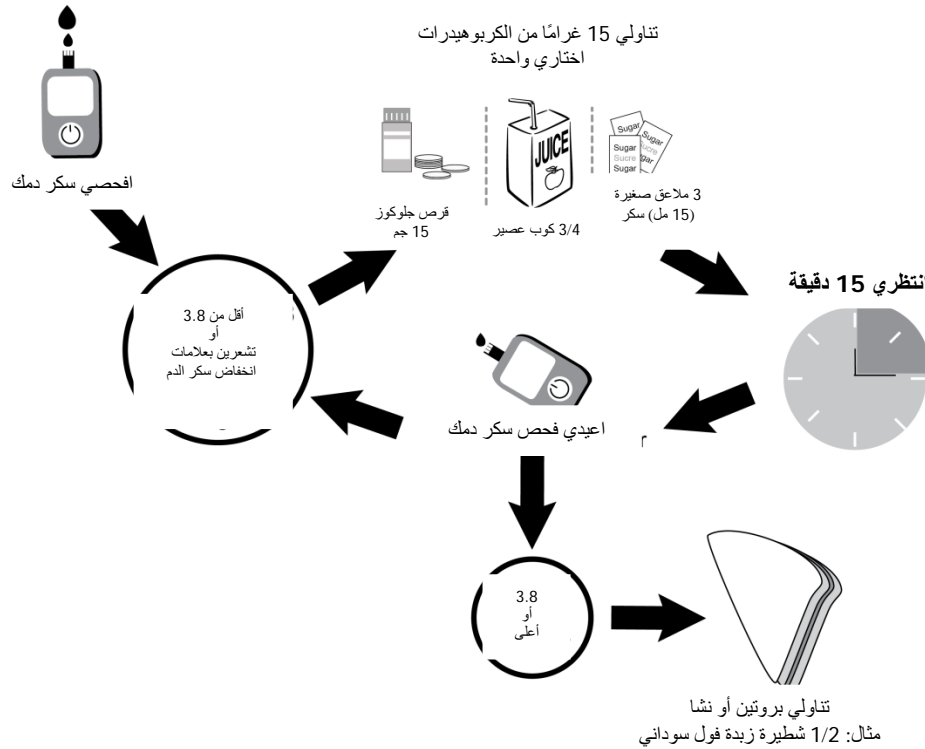 تناولي 15 غرامًا من الكربوهيدرات
اختاري واحدة
افحصي سكر دمك
قرص جلوكوز
15 جم
JUICE
3/4 كوب عصير
Sugar
Sugar
Sugar
Sucre
Sugar
Sucre
gar
3 ملاعق صغيرة
(15 مل) سكر
انتظري 15 دقيقة
أقل من 3.8
أو
تشعرين بعلامات
انخفاض سكر الدم
اعيدي فحص سكر دمك
م
3.8
أو
أعلى
تناولي بروتين أو نشا
مثال: 1/2 شطيرة زبدة فول سوداني